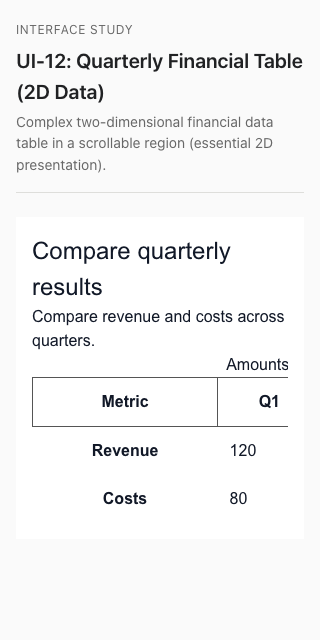 INTERFACE STUDY
UI-12: Quarterly Financial Table
(2D Data)
Complex two-dimensional financial data
table in a scrollable region (essential 2D
presentation).
Compare quarterly
results
Compare revenue and costs across
quarters.
Amounts
Metric Q1
Revenue 120
Costs 80